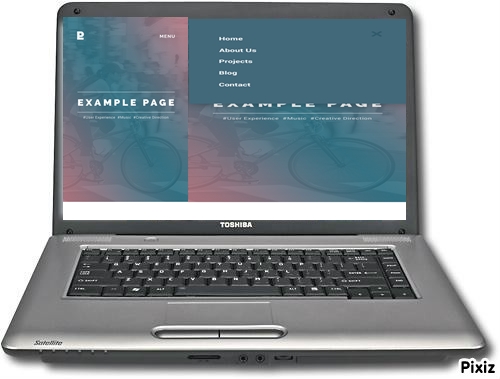 MENU
EXAMPLE PAGE
#User Experience #Music #Creative Direction
Home
About Us
Projects
Blog
Contact
EXAMPLE PAGE
#User Experience #Music #Creative Direction
TOSHIBA
Satellite
Pixiz